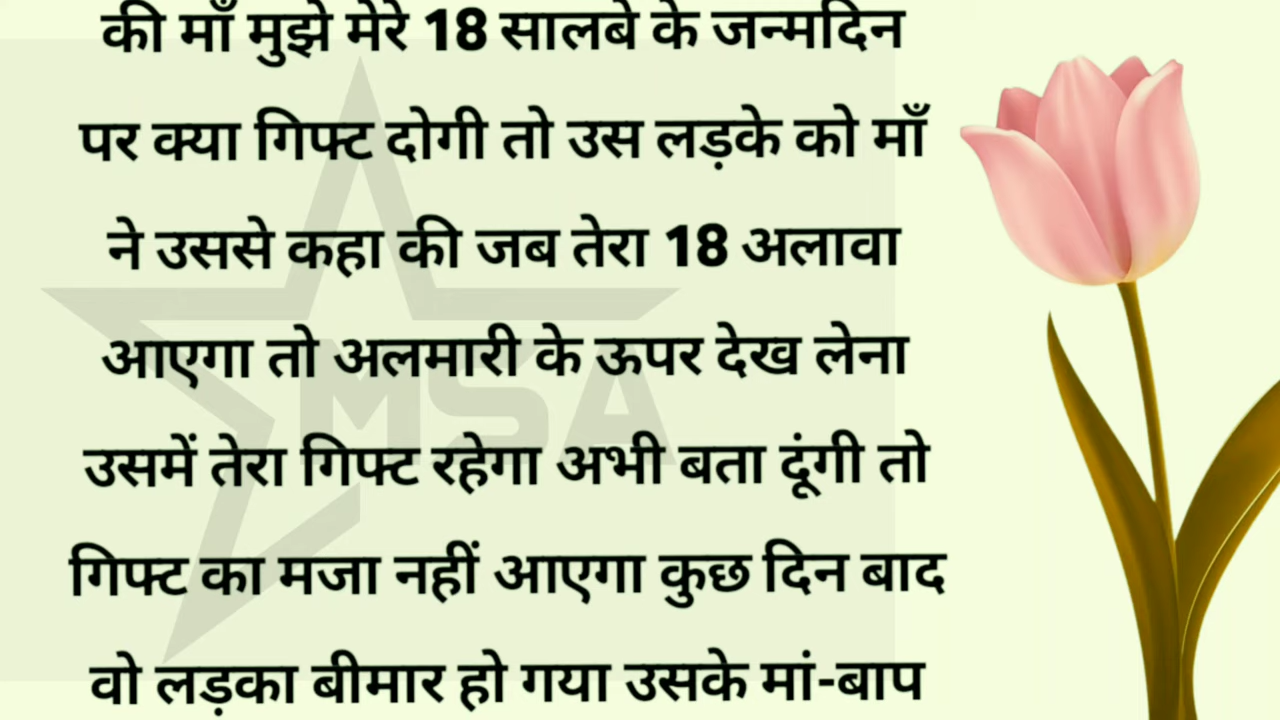 की माँ मुझे मेरे 18 सालबे के जन्मदिन
पर क्या गिफ्ट दोगी तो उस लड़के को माँ
ने उससे कहा की जब तेरा 18 अलावा
आएगा तो अलमारी के ऊपर देख लेना
उसमें तेरा गिफ्ट रहेगा अभी बता दूंगी तो
गिफ्ट का मजा नहीं आएगा कुछ दिन बाद
वो लड़का बीमार हो गया उसके मां-बाप
MSA